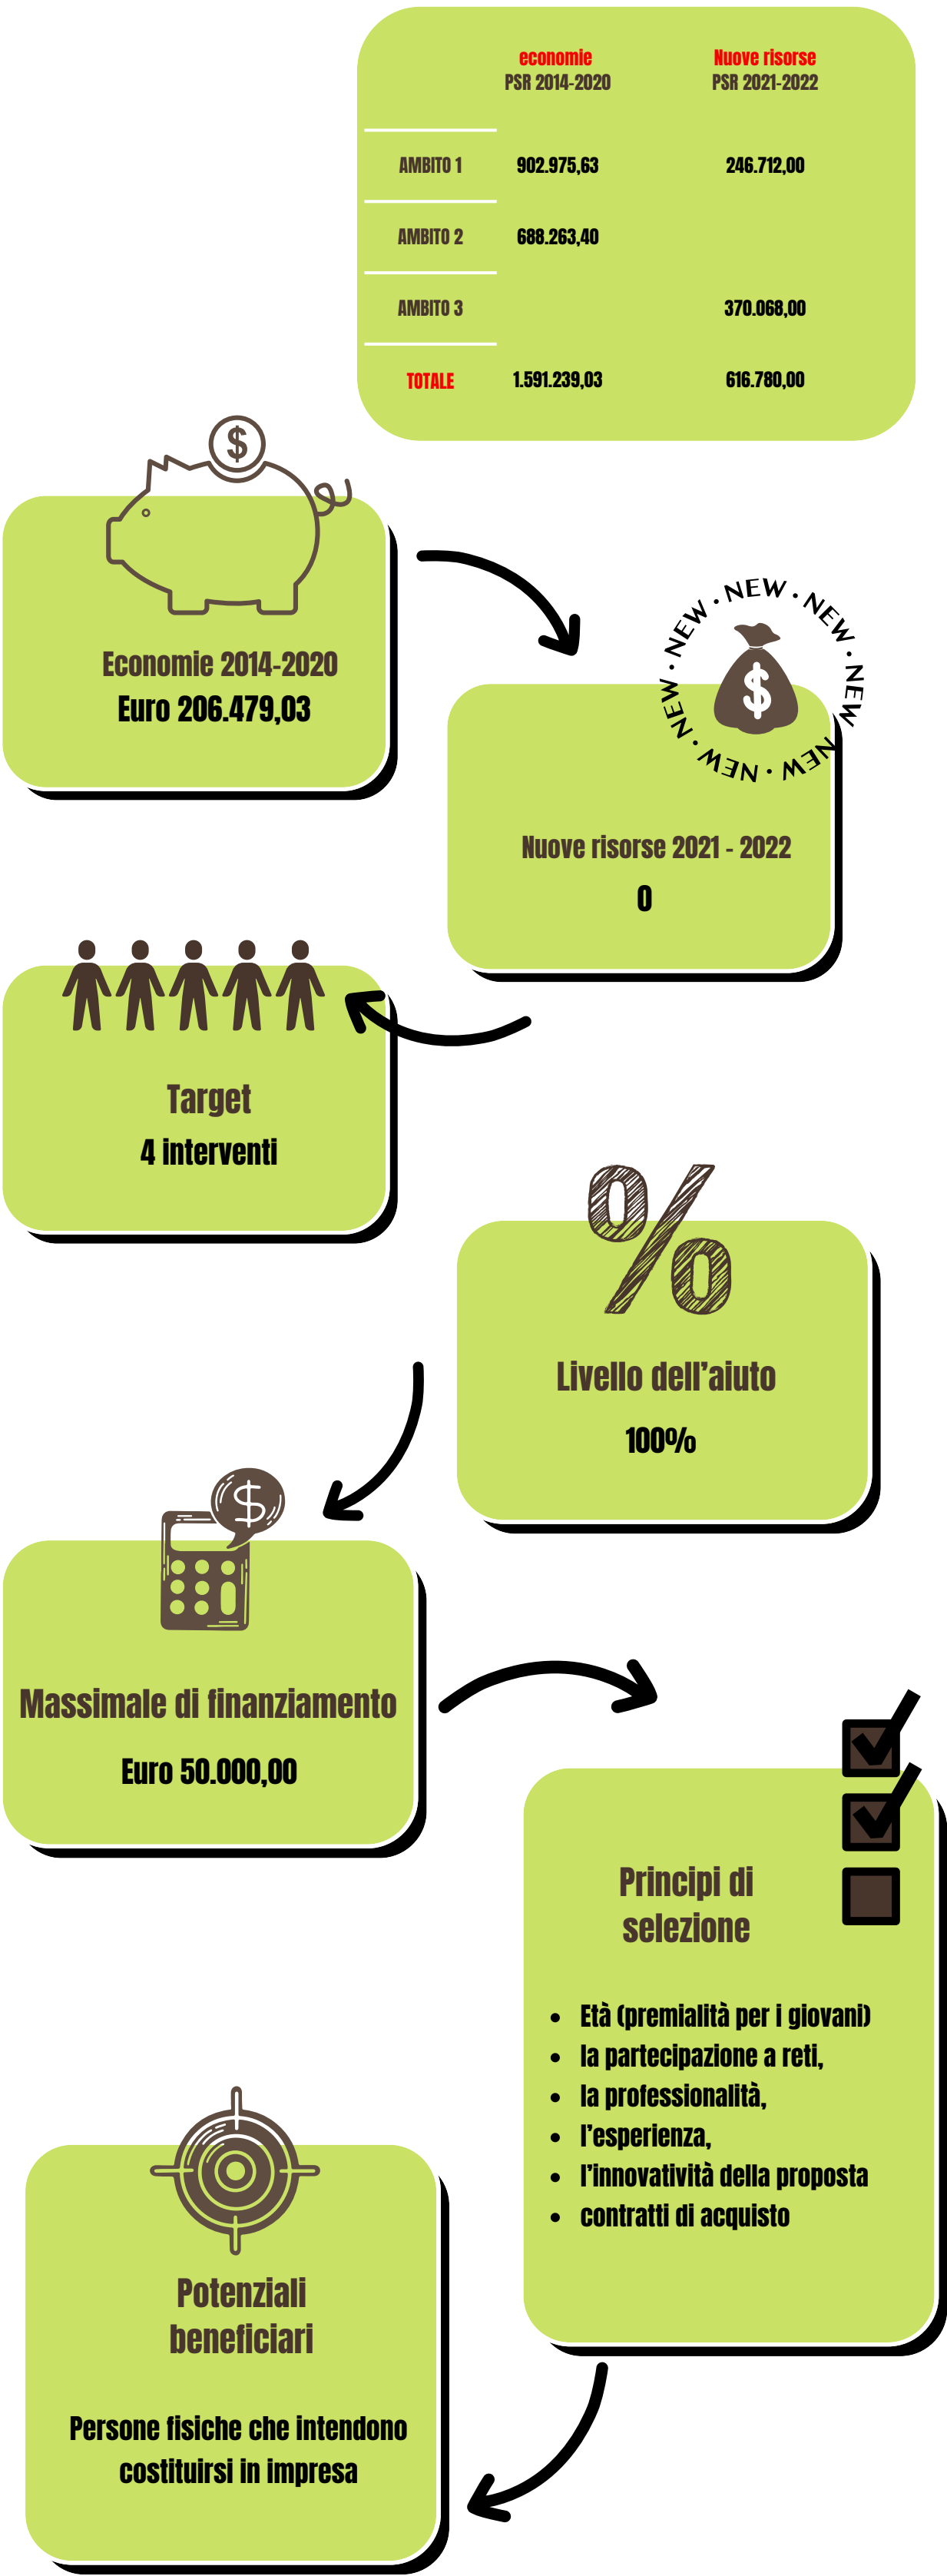 economie Nuove risorse
PSR 2014-2020 PSR 2021-2022
AMBITO 1 902.975,63 246.712,00
AMBITO 2 688.263,40
AMBITO 3 370.068,00
TOTALE 1.591.239,03 616.780,00
$
Economie 2014-2020
Euro 206.479,03
NEW · NEW · NEW · NEW · NEW · NEW · NEW · NEW
$
Nuove risorse 2021 - 2022
0
Target
4 interventi
%
Livello dell’aiuto
100%
$
Massimale di finanziamento
Euro 50.000,00
Principi di
selezione
• Età (premialità per i giovani)
• la partecipazione a reti,
• la professionalità,
• l’esperienza,
• l’innovatività della proposta
• contratti di acquisto
Potenziali
beneficiari
Persone fisiche che intendono
costituirsi in impresa